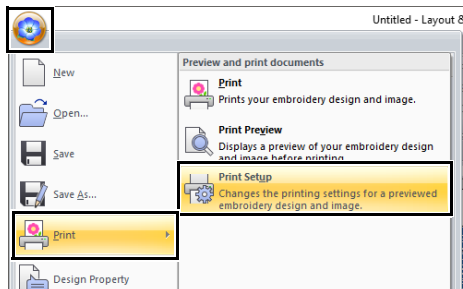 Untitled - Layout &
New
Open...
Save
Save As...
Print
Design Property
Preview and print documents
Print
Prints your embroidery design and image.
Print Preview
Displays a preview of your embroidery design
and image before printing.
Print Setup
Changes the printing settings for a previewed
embroidery design and image.